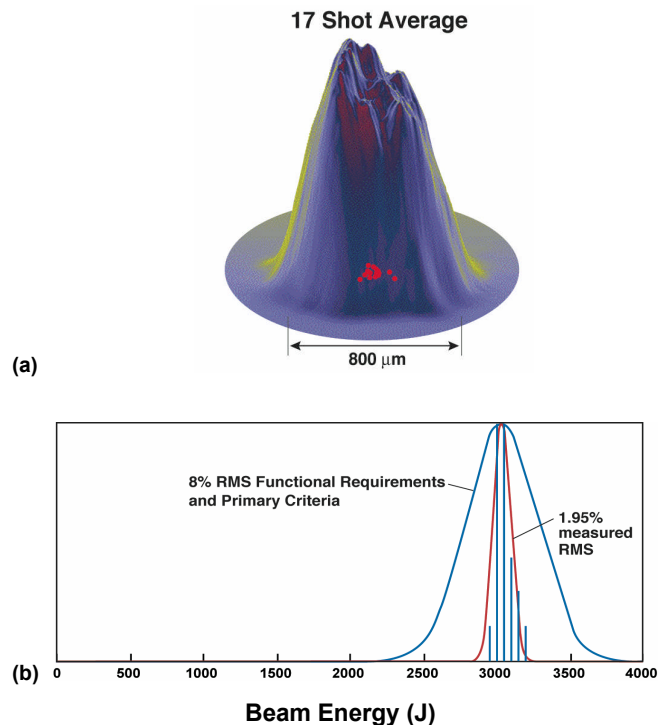 17 Shot Average
800 μm
(a)
8% RMS Functional Requirements
and Primary Criteria
1.95%
measured
RMS
(b)
0 500 1000 1500 2000 2500 3000 3500 4000
Beam Energy (J)